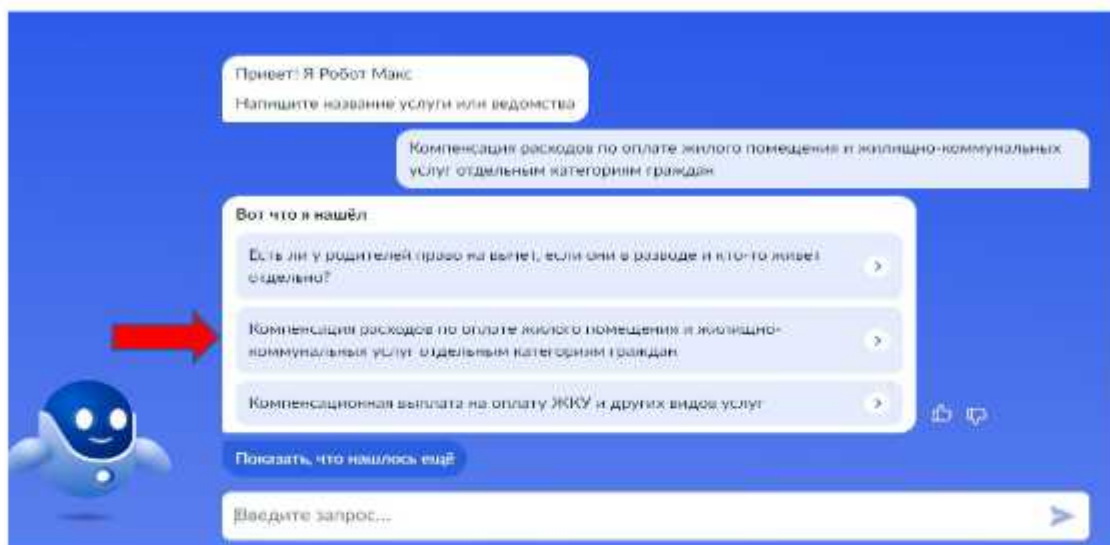 Привет! Я Робот Макс
Напишите название услуги или ведомства
Компенсация расходов по оплате жилого помещения и жилищно-коммунальных
услуг отдельным категориям граждан
Вот что я нашёл
Есть ли у родителей право на вычет, если они в разводе и кто-то живет
отдельно?
Компенсация расходов по оплате жилого помещения и жилищно-
коммунальных услуг отдельным категориям граждан
Компенсационная выплата на оплату ЖКУ и других видов услуг
Показать, что нашлось ещё
Введите запрос...